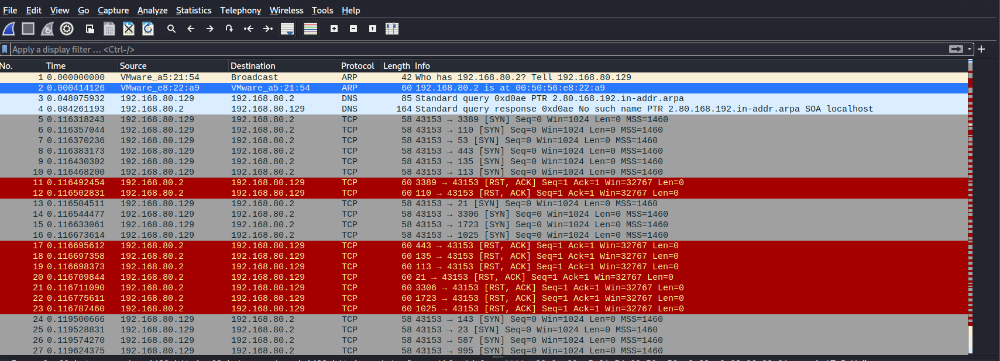 File Edit View Go Capture Analyze Statistics Telephony Wireless Tools Help
Apply a display filter ... <Ctrl-/>
No. Time Source Destination Protocol Length Info
1 0.000000000 VMware_a5:21:54 Broadcast ARP 42 Who has 192.168.80.2? Tell 192.168.80.129
2 0.000414126 VMware_e8:22:a9 VMware_a5:21:54 ARP 60 192.168.80.2 is at 00:50:56:e8:22:a9
3 0.048075932 192.168.80.129 192.168.80.2 DNS 85 Standard query 0xd0ae PTR 2.80.168.192.in-addr.arpa
4 0.084261193 192.168.80.2 192.168.80.129 DNS 164 Standard query response 0xd0ae No such name PTR 2.80.168.192.in-addr.arpa SOA localhost
5 0.116318243 192.168.80.129 192.168.80.2 TCP 58 43153 → 3389 [SYN] Seq=0 Win=1024 Len=0 MSS=1460
6 0.116357044 192.168.80.129 192.168.80.2 TCP 58 43153 → 110 [SYN] Seq=0 Win=1024 Len=0 MSS=1460
7 0.116370236 192.168.80.129 192.168.80.2 TCP 58 43153 → 53 [SYN] Seq=0 Win=1024 Len=0 MSS=1460
8 0.116383173 192.168.80.129 192.168.80.2 TCP 58 43153 → 443 [SYN] Seq=0 Win=1024 Len=0 MSS=1460
9 0.116430302 192.168.80.129 192.168.80.2 TCP 58 43153 → 135 [SYN] Seq=0 Win=1024 Len=0 MSS=1460
10 0.116468200 192.168.80.129 192.168.80.2 TCP 58 43153 → 113 [SYN] Seq=0 Win=1024 Len=0 MSS=1460
11 0.116492454 192.168.80.2 192.168.80.129 TCP 60 3389 → 43153 [RST, ACK] Seq=1 Ack=1 Win=32767 Len=0
12 0.116502831 192.168.80.2 192.168.80.129 TCP 60 110 → 43153 [RST, ACK] Seq=1 Ack=1 Win=32767 Len=0
13 0.116504511 192.168.80.129 192.168.80.2 TCP 58 43153 → 21 [SYN] Seq=0 Win=1024 Len=0 MSS=1460
14 0.116544477 192.168.80.129 192.168.80.2 TCP 58 43153 → 3306 [SYN] Seq=0 Win=1024 Len=0 MSS=1460
15 0.116633061 192.168.80.129 192.168.80.2 TCP 58 43153 → 1723 [SYN] Seq=0 Win=1024 Len=0 MSS=1460
16 0.116673614 192.168.80.129 192.168.80.2 TCP 58 43153 → 1025 [SYN] Seq=0 Win=1024 Len=0 MSS=1460
17 0.116695612 192.168.80.2 192.168.80.129 TCP 60 443 → 43153 [RST, ACK] Seq=1 Ack=1 Win=32767 Len=0
18 0.116697358 192.168.80.2 192.168.80.129 TCP 60 135 → 43153 [RST, ACK] Seq=1 Ack=1 Win=32767 Len=0
19 0.116698373 192.168.80.2 192.168.80.129 TCP 60 113 → 43153 [RST, ACK] Seq=1 Ack=1 Win=32767 Len=0
20 0.116709844 192.168.80.2 192.168.80.129 TCP 60 21 → 43153 [RST, ACK] Seq=1 Ack=1 Win=32767 Len=0
21 0.116711090 192.168.80.2 192.168.80.129 TCP 60 3306 → 43153 [RST, ACK] Seq=1 Ack=1 Win=32767 Len=0
22 0.116775611 192.168.80.2 192.168.80.129 TCP 60 1723 → 43153 [RST, ACK] Seq=1 Ack=1 Win=32767 Len=0
23 0.116787460 192.168.80.2 192.168.80.129 TCP 60 1025 → 43153 [RST, ACK] Seq=1 Ack=1 Win=32767 Len=0
24 0.119500666 192.168.80.129 192.168.80.2 TCP 58 43153 → 143 [SYN] Seq=0 Win=1024 Len=0 MSS=1460
25 0.119528831 192.168.80.129 192.168.80.2 TCP 58 43153 → 23 [SYN] Seq=0 Win=1024 Len=0 MSS=1460
26 0.119574270 192.168.80.129 192.168.80.2 TCP 58 43153 → 587 [SYN] Seq=0 Win=1024 Len=0 MSS=1460
27 0.119624375 192.168.80.129 192.168.80.2 TCP 58 43153 → 995 [SYN] Seq=0 Win=1024 Len=0 MSS=1460